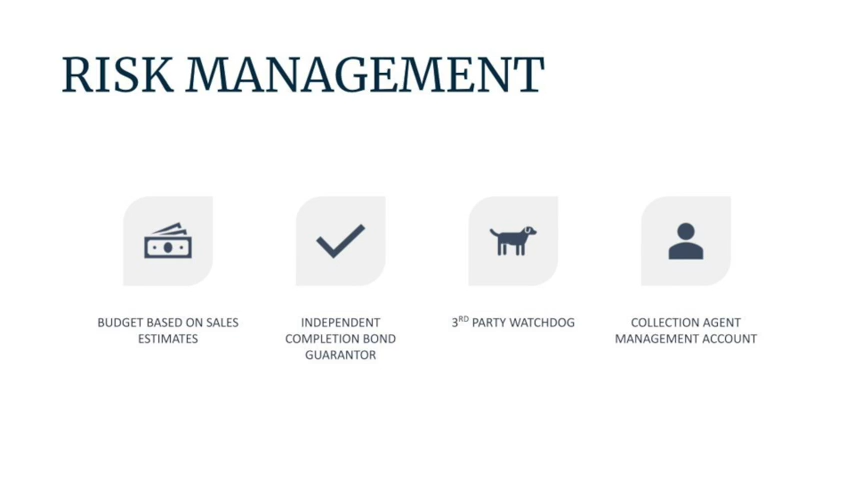 RISK MANAGEMENT
BUDGET BASED ON SALES
ESTIMATES
INDEPENDENT
COMPLETION BOND
GUARANTOR
3RD PARTY WATCHDOG
COLLECTION AGENT
MANAGEMENT ACCOUNT